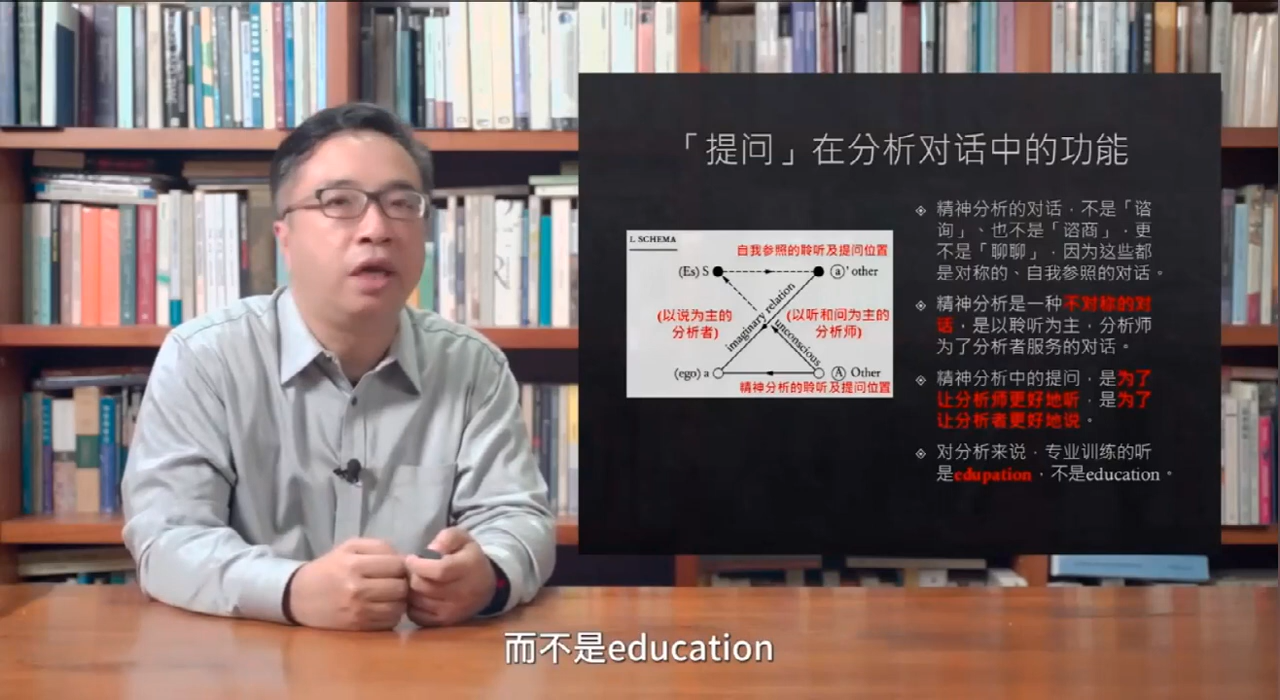 「提问」在分析对话中的功能
L SCHEMA
自我参照的聆听及提问位置
(Es) S
a' other
(以说为主的
分析者)
imaginary relation
unconscious
(以听和问为主的
分析师)
(ego) a
A Other
精神分析的聆听及提问位置
精神分析的对话，不是「谘
询」、也不是「谘商」，更
不是「聊聊」，因为这些都
是对称的、自我参照的对话。
精神分析是一种不对称的对
话，是以聆听为主，分析师
为了分析者服务的对话。
精神分析中的提问，是为了
让分析师更好地听，是为了
让分析者更好地说。
对分析来说，专业训练的听
是edupation，不是education。
而不是education